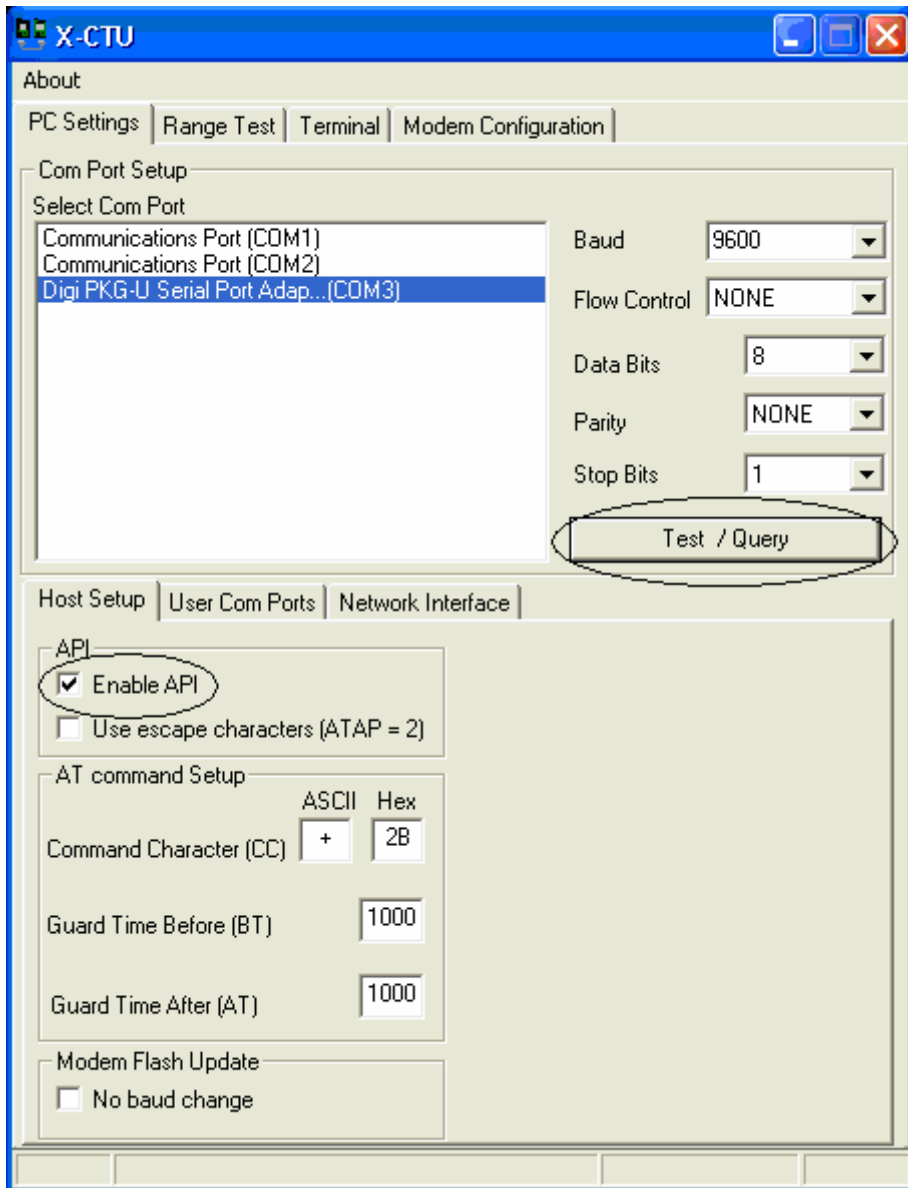 X-CTU
About
PC Settings Range Test Terminal Modem Configuration
Com Port Setup
Select Com Port
Communications Port (COM1)
Communications Port (COM2)
Digi PKG-U Serial Port Adap...(COM3)
Baud 9600
Flow Control NONE
Data Bits 8
Parity NONE
Stop Bits 1
Test / Query
Host Setup User Com Ports Network Interface
API
Enable API
Use escape characters (ATAP = 2)
AT command Setup
ASCII Hex
Command Character (CC) + 2B
Guard Time Before (BT) 1000
Guard Time After (AT) 1000
Modem Flash Update
No baud change